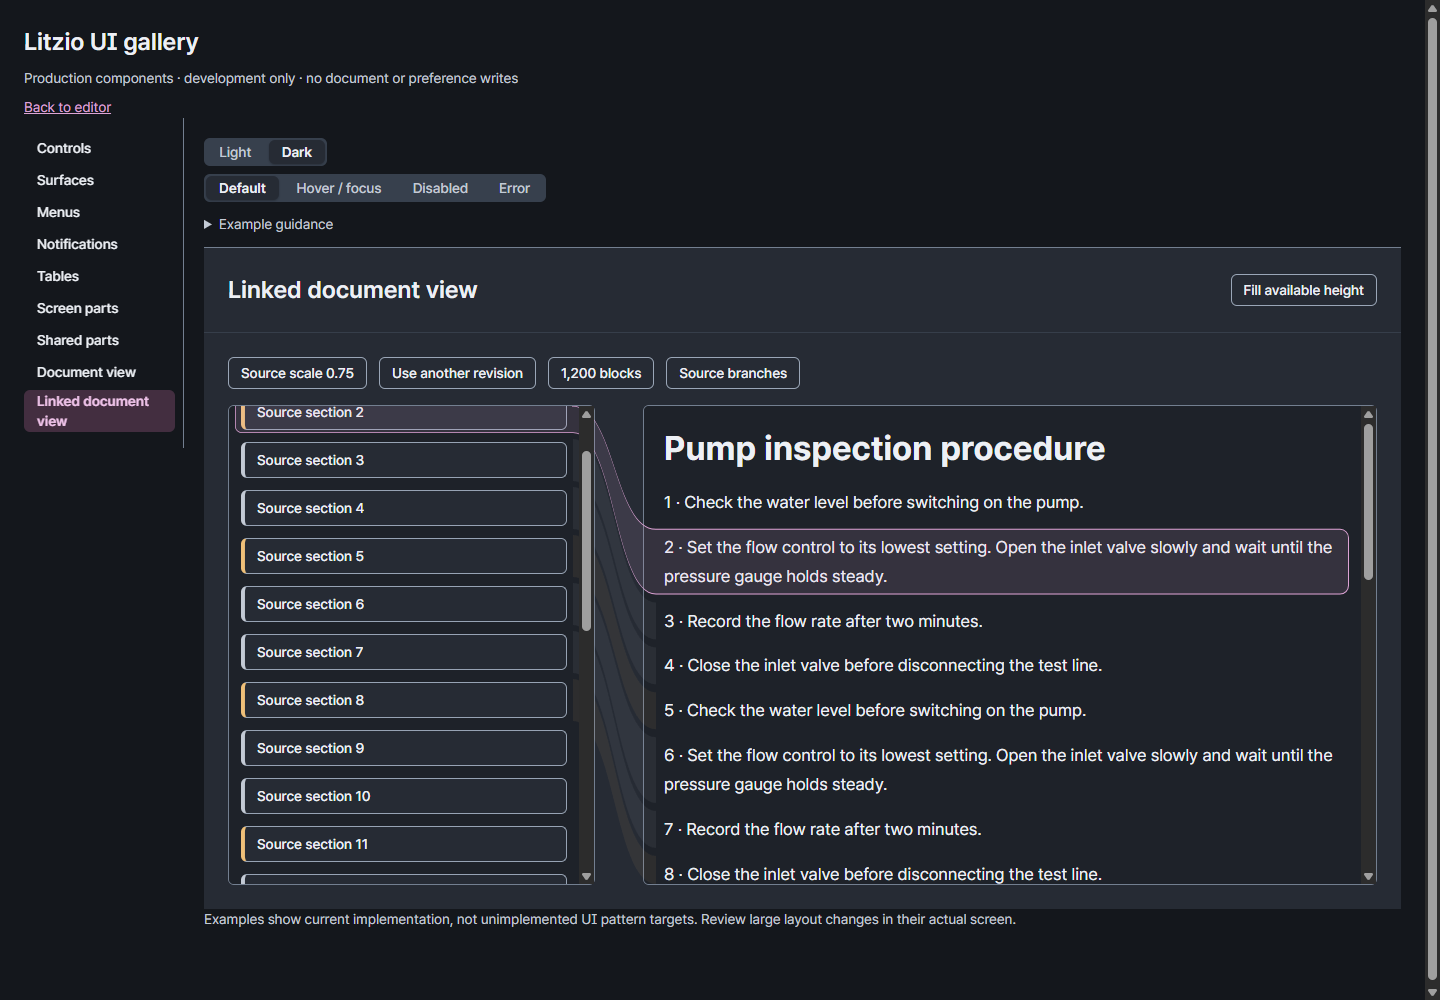 Litzio UI gallery
Production components · development only · no document or preference writes
Back to editor
Controls
Surfaces
Menus
Notifications
Tables
Screen parts
Shared parts
Document view
Linked document
view
Light Dark
Default Hover / focus Disabled Error
Example guidance
Linked document view
Fill available height
Source scale 0.75 Use another revision 1,200 blocks Source branches
Source section 2
Source section 3
Source section 4
Source section 5
Source section 6
Source section 7
Source section 8
Source section 9
Source section 10
Source section 11
Pump inspection procedure
1 · Check the water level before switching on the pump.
2 · Set the flow control to its lowest setting. Open the inlet valve slowly and wait until the
pressure gauge holds steady.
3 · Record the flow rate after two minutes.
4 · Close the inlet valve before disconnecting the test line.
5 · Check the water level before switching on the pump.
6 · Set the flow control to its lowest setting. Open the inlet valve slowly and wait until the
pressure gauge holds steady.
7 · Record the flow rate after two minutes.
8 · Close the inlet valve before disconnecting the test line.
Examples show current implementation, not unimplemented UI pattern targets. Review large layout changes in their actual screen.